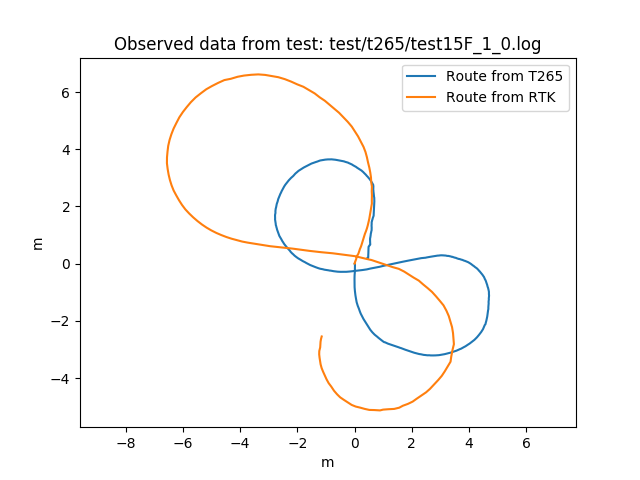 Observed data from test: test/t265/test15F_1_0.log
Route from T265
Route from RTK
6
4
2
0
−2
−4
m
−8
−6
−4
−2
0
2
4
6
m